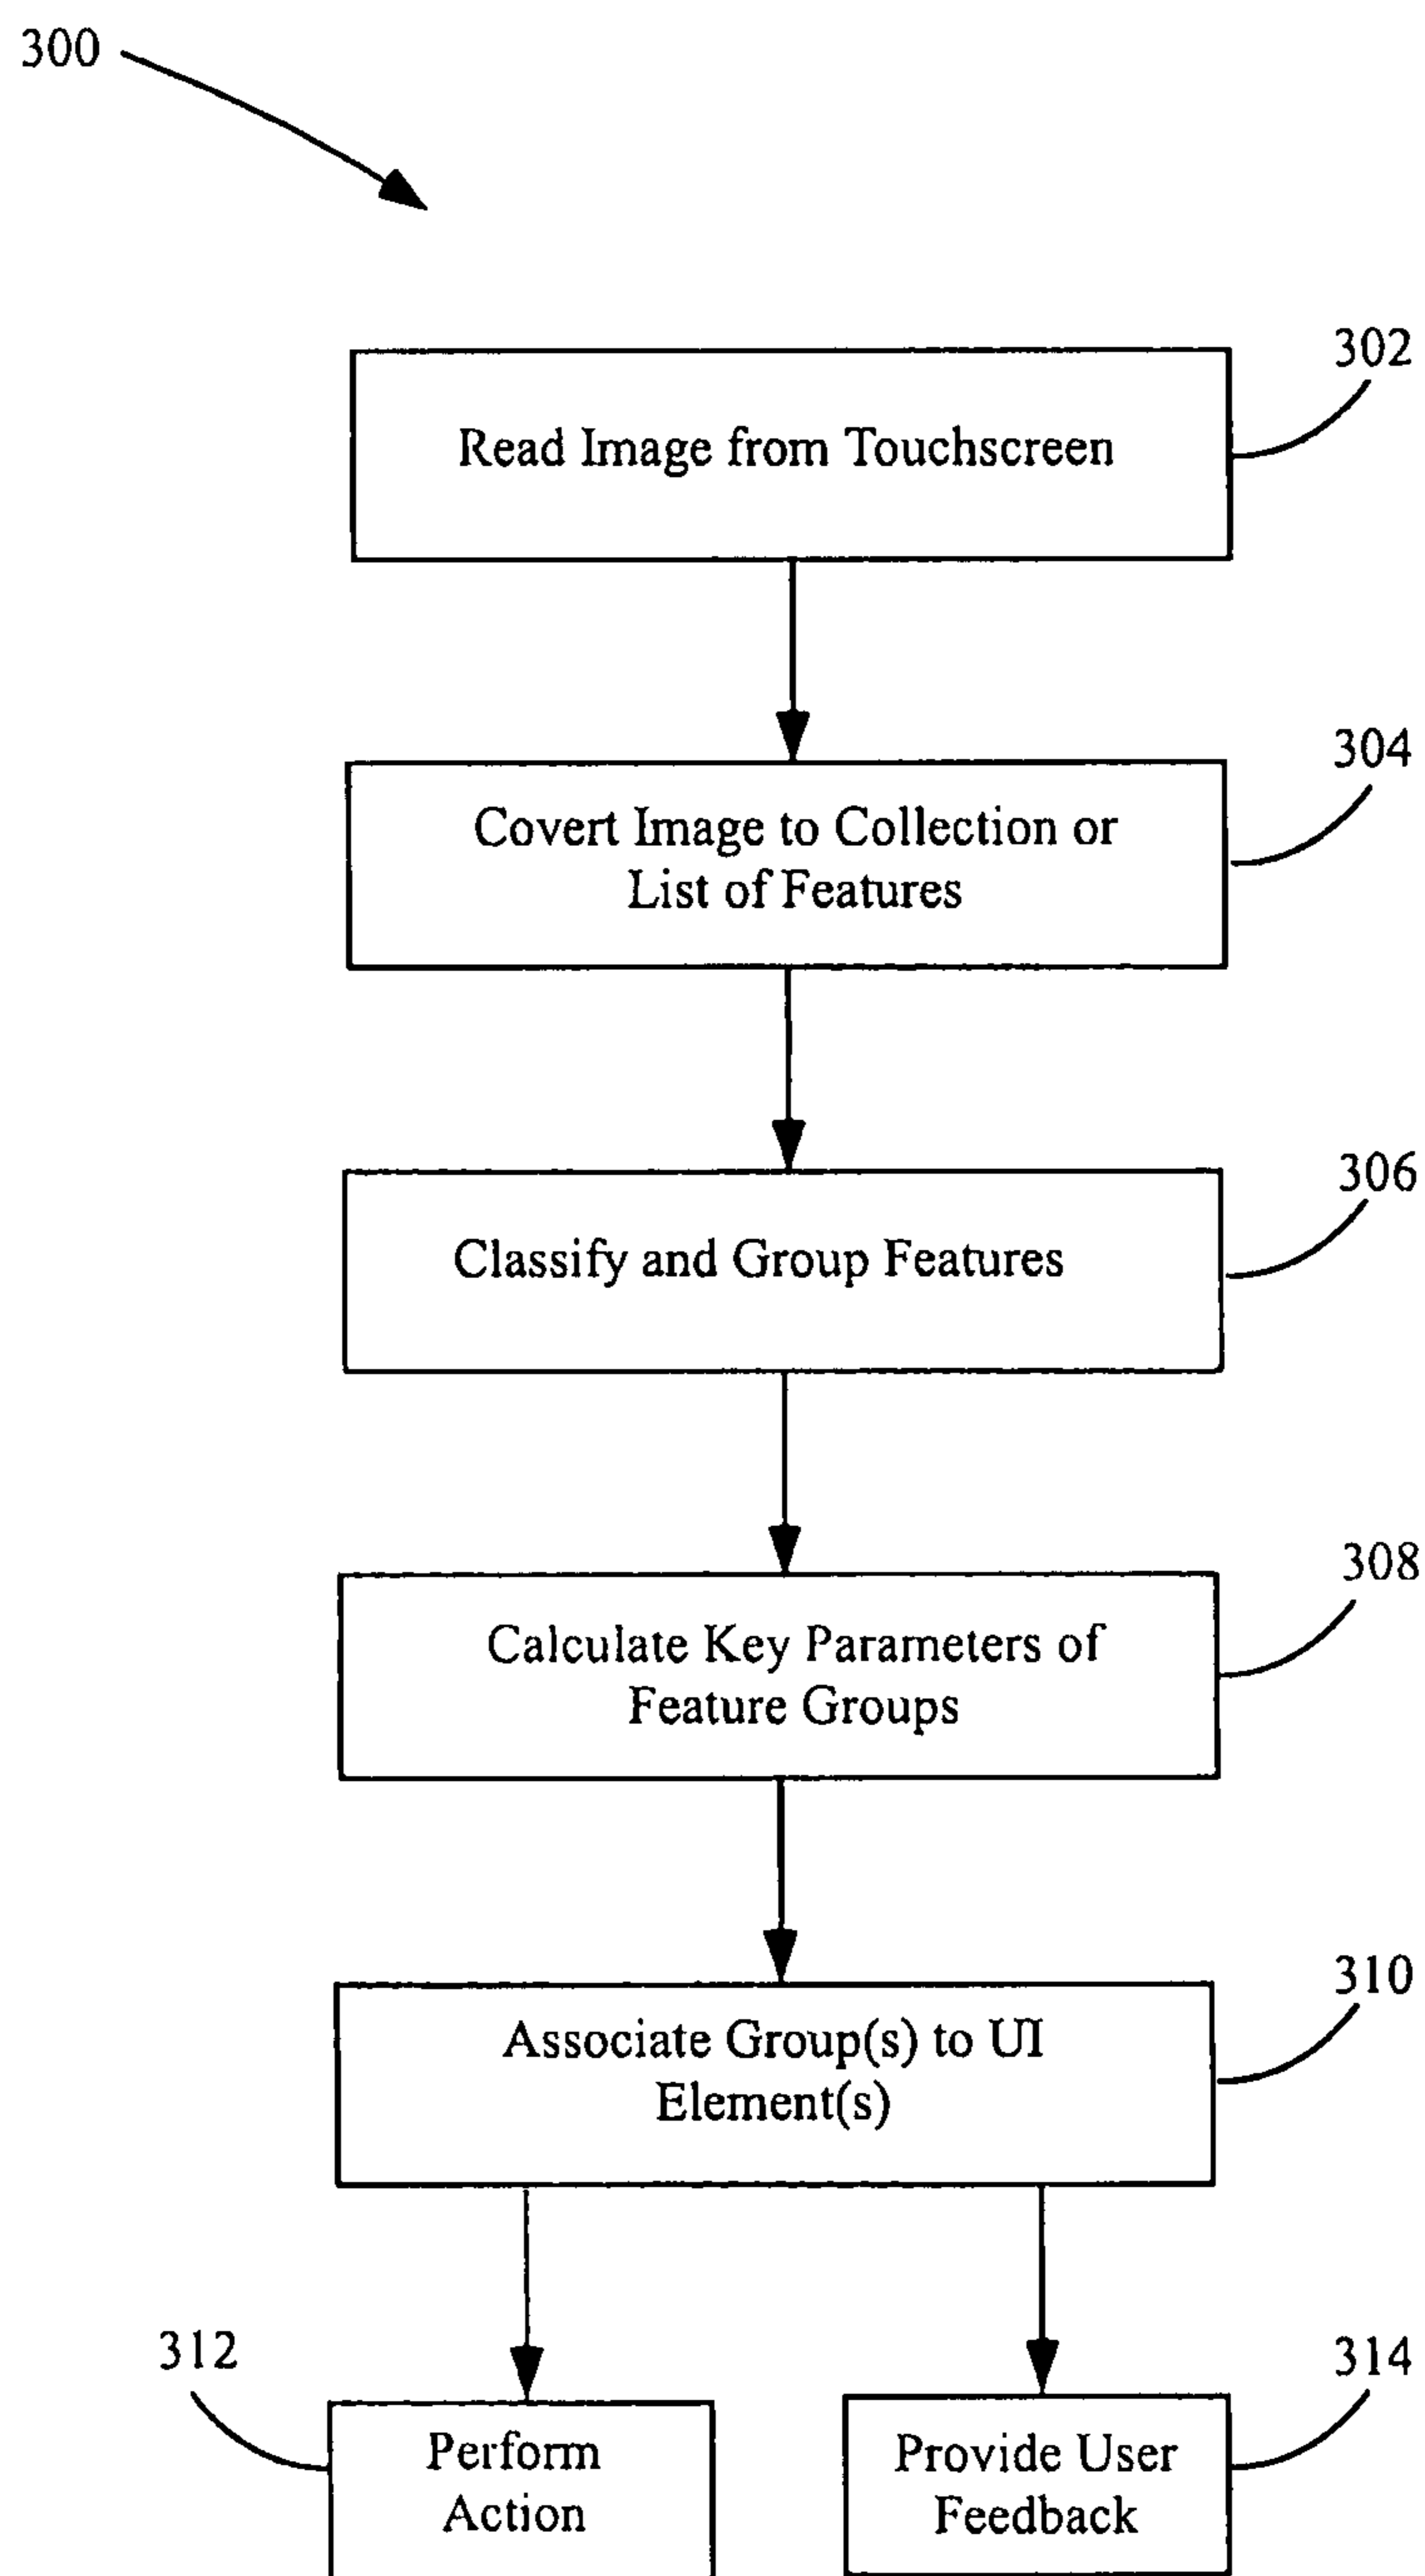 300
302
Read Image from Touchscreen
304
Covert Image to Collection or
List of Features
306
Classify and Group Features
308
Calculate Key Parameters of
Feature Groups
310
Associate Group(s) to UI
Element(s)
312
Perform
Action
314
Provide User
Feedback